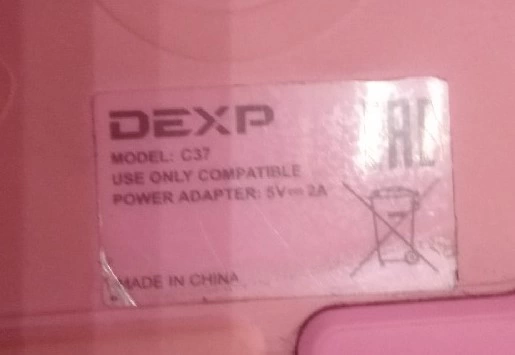 DEXP
EAC
MODEL: C37
USE ONLY COMPATIBLE
POWER ADAPTER: 5V⎓2A
MADE IN CHINA